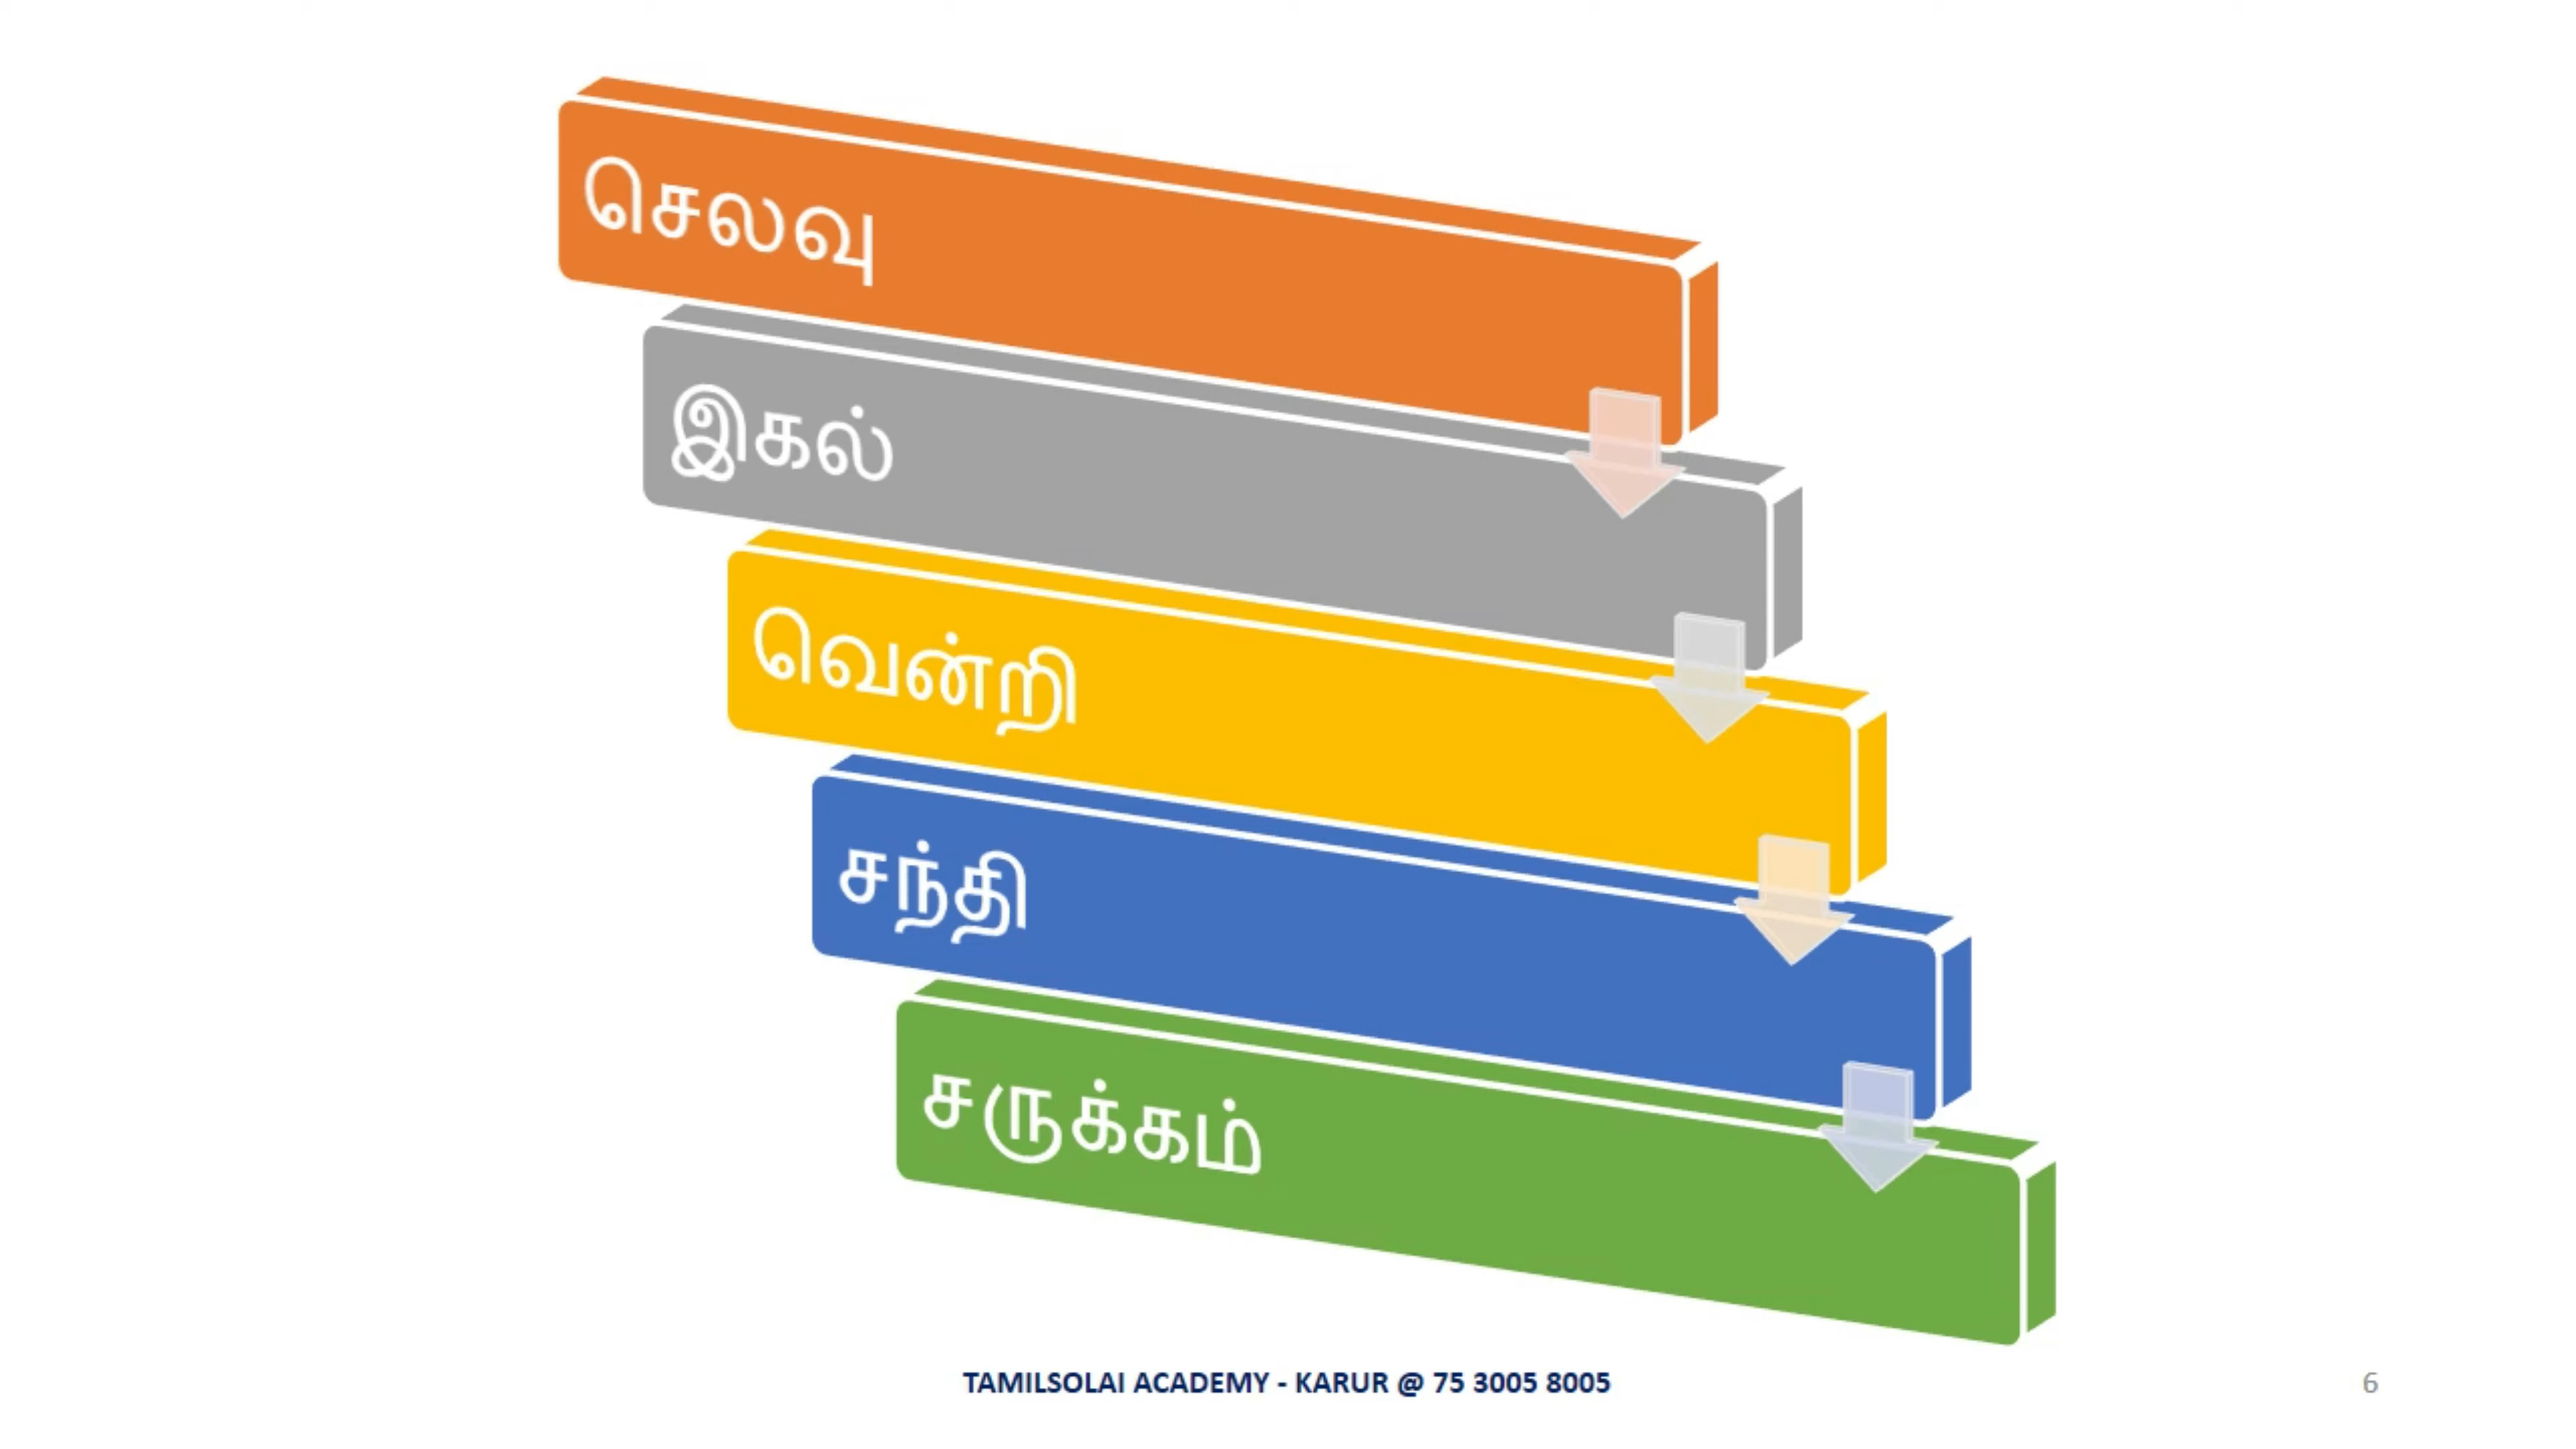 செலவு
இகல்
வென்றி
சந்தி
சருக்கம்
TAMILSOLAI ACADEMY - KARUR @ 75 3005 8005
6